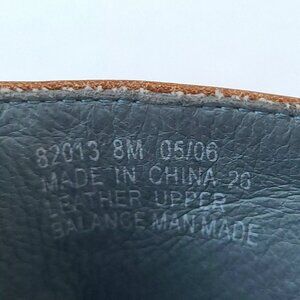 82013 8M 05/06
MADE IN CHINA-26
LEATHER UPPER
BALANCE MAN MADE